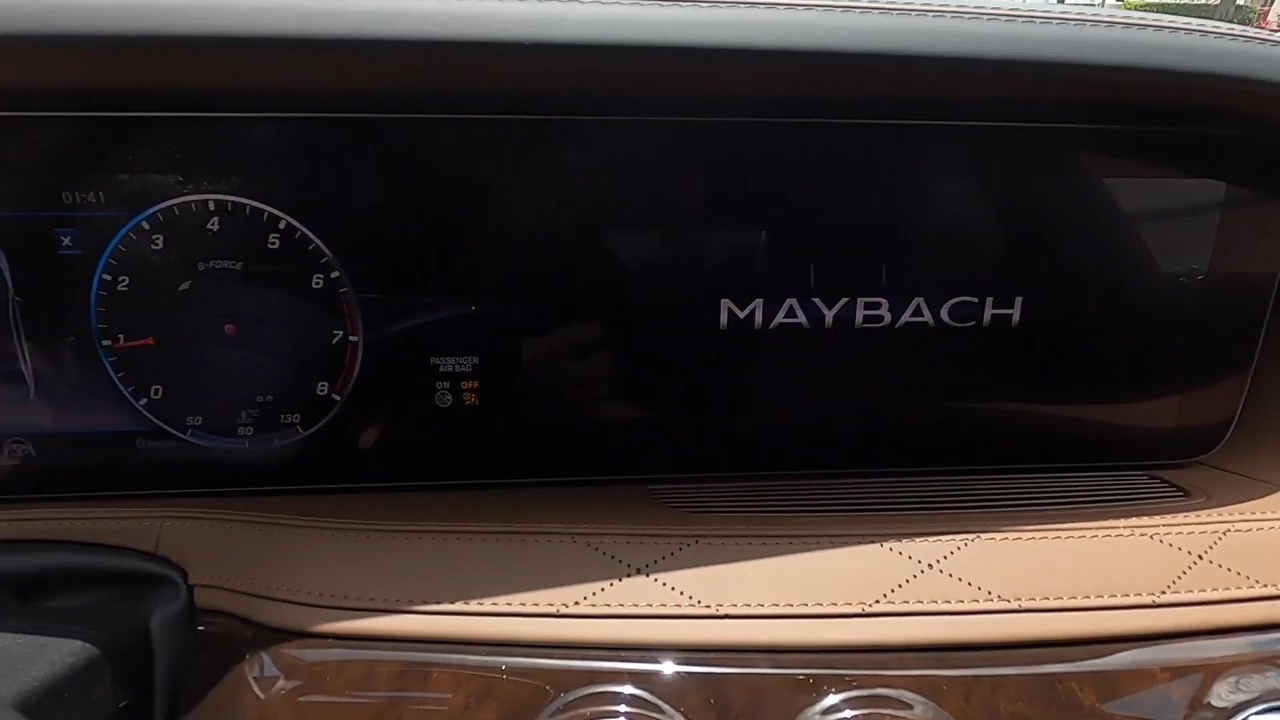 01:41
4
3
5
G-FORCE
2
6
1
7
0
8
PASSENGER
AIR BAG
ON OFF
50
130
°C
90
0
MAYBACH